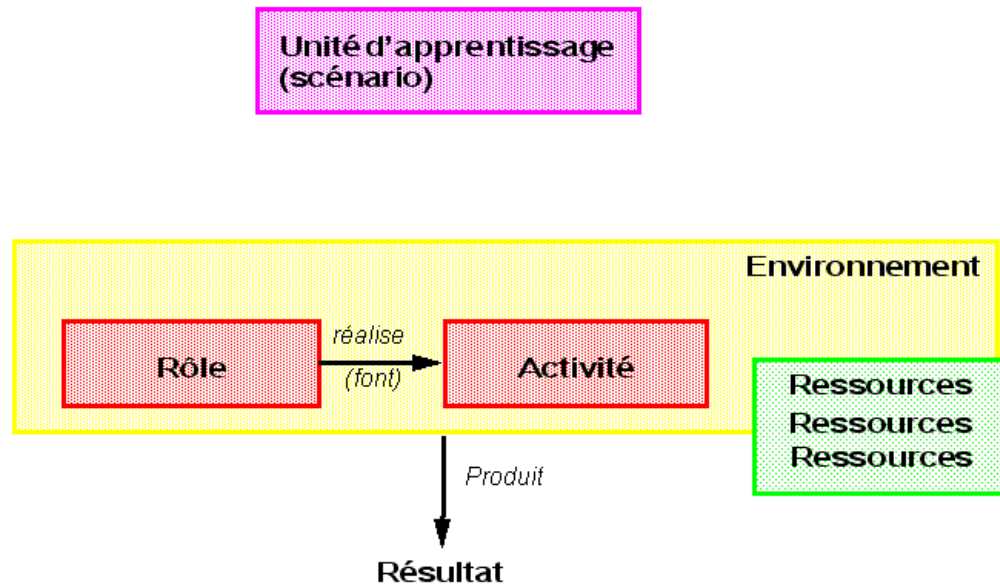 Unité d'apprentissage
(scénario)
Environnement
réalise
Rôle
(font)
Activité
Ressources
Ressources
Ressources
Produit
Résultat